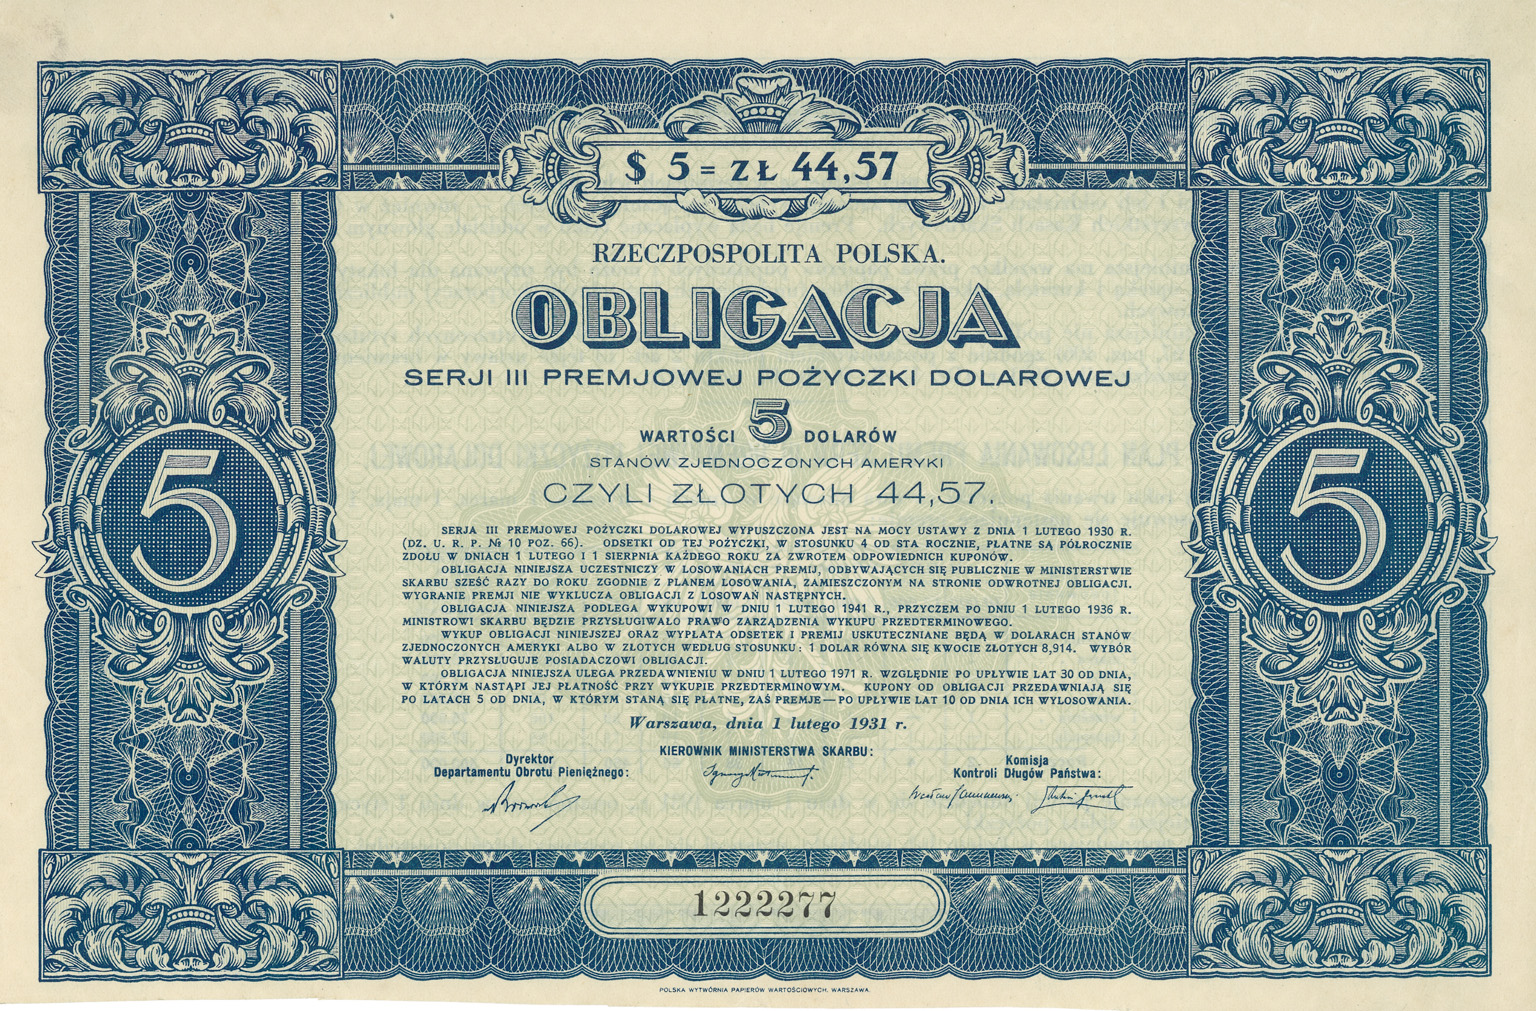 $ 5 = ZŁ 44,57
RZECZPOSPOLITA POLSKA.
OBLIGACJA
SERJI III PREMJOWEJ POŻYCZKI DOLAROWEJ
WARTOŚCI 5 DOLARÓW
STANÓW ZJEDNOCZONYCH AMERYKI
CZYLI ZŁOTYCH 44,57.
5
5
SERJA III PREMJOWEJ POŻYCZKI DOLAROWEJ WYPUSZCZONA JEST NA MOCY USTAWY Z DNIA 1 LUTEGO 1930 R.
(DZ. U. R. P. № 10 POZ. 66). ODSETKI OD TEJ POŻYCZKI, W STOSUNKU 4 OD STA ROCZNIE, PŁATNE SĄ PÓŁROCZNIE
ZDOŁU W DNIACH 1 LUTEGO I 1 SIERPNIA KAŻDEGO ROKU ZA ZWROTEM ODPOWIEDNICH KUPONÓW.
OBLIGACJA NINIEJSZA UCZESTNICZY W LOSOWANIACH PREMIJ, ODBYWAJĄCYCH SIĘ PUBLICZNIE W MINISTERSTWIE
SKARBU SZEŚĆ RAZY DO ROKU ZGODNIE Z PLANEM LOSOWANIA, ZAMIESZCZONYM NA STRONIE ODWROTNEJ OBLIGACJI.
WYGRANIE PREMJI NIE WYKLUCZA OBLIGACJI Z LOSOWAŃ NASTĘPNYCH.
OBLIGACJA NINIEJSZA PODLEGA WYKUPOWI W DNIU 1 LUTEGO 1941 R., PRZYCZEM PO DNIU 1 LUTEGO 1936 R.
MINISTROWI SKARBU BĘDZIE PRZYSŁUGIWAŁO PRAWO ZARZĄDZENIA WYKUPU PRZEDTERMINOWEGO.
WYKUP OBLIGACJI NINIEJSZEJ ORAZ WYPŁATA ODSETEK I PREMIJ USKUTECZNIANE BĘDĄ W DOLARACH STANÓW
ZJEDNOCZONYCH AMERYKI ALBO W ZŁOTYCH WEDŁUG STOSUNKU: 1 DOLAR RÓWNA SIĘ KWOCIE ZŁOTYCH 8,914. WYBÓR
WALUTY PRZYSŁUGUJE POSIADACZOWI OBLIGACJI.
OBLIGACJA NINIEJSZA ULEGA PRZEDAWNIENIU W DNIU 1 LUTEGO 1971 R. WZGLĘDNIE PO UPŁYWIE LAT 30 OD DNIA,
W KTÓRYM NASTĄPI JEJ PŁATNOŚĆ PRZY WYKUPIE PRZEDTERMINOWYM. KUPONY OD OBLIGACJI PRZEDAWNIAJĄ SIĘ
PO LATACH 5 OD DNIA, W KTÓRYM STANĄ SIĘ PŁATNE, ZAŚ PREMJE—PO UPŁYWIE LAT 10 OD DNIA ICH WYLOSOWANIA.
Warszawa, dnia 1 lutego 1931 r.
Dyrektor
Departamentu Obrotu Pieniężnego:
KIEROWNIK MINISTERSTWA SKARBU:
Komisja
Kontroli Długów Państwa:
1222277
POLSKA WYTWÓRNIA PAPIERÓW WARTOŚCIOWYCH. WARSZAWA.